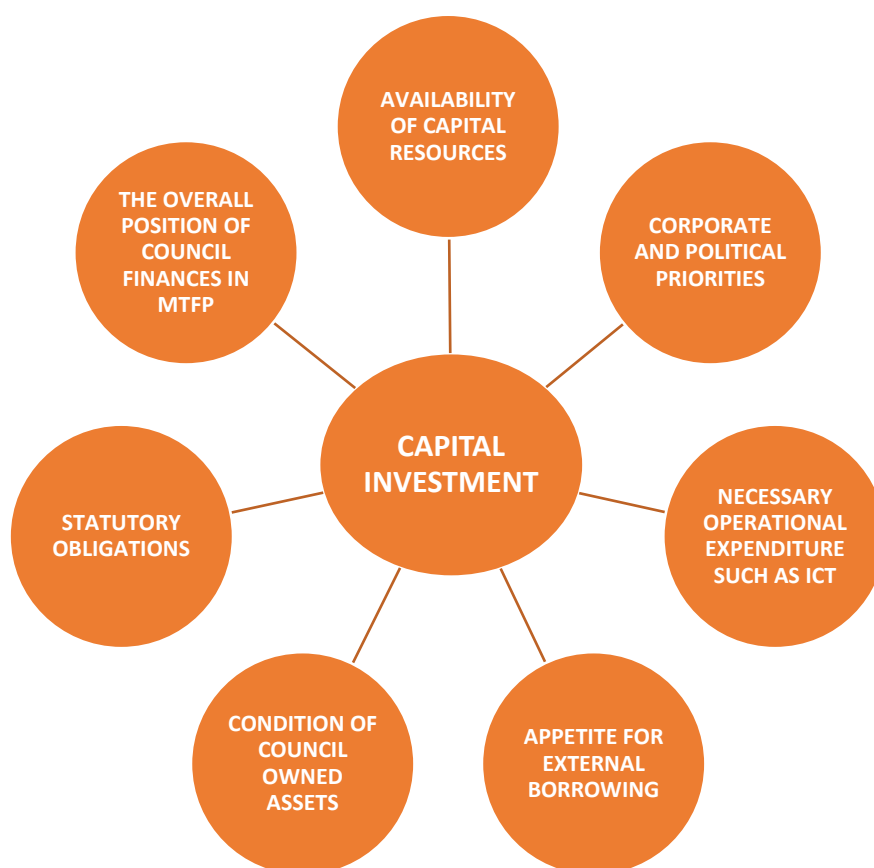 AVAILABILITY
OF CAPITAL
RESOURCES
THE OVERALL
POSITION OF
COUNCIL
FINANCES IN
MTFP
CORPORATE
AND POLITICAL
PRIORITIES
CAPITAL
INVESTMENT
STATUTORY
OBLIGATIONS
NECESSARY
OPERATIONAL
EXPENDITURE
SUCH AS ICT
CONDITION OF
COUNCIL
OWNED
ASSETS
APPETITE FOR
EXTERNAL
BORROWING